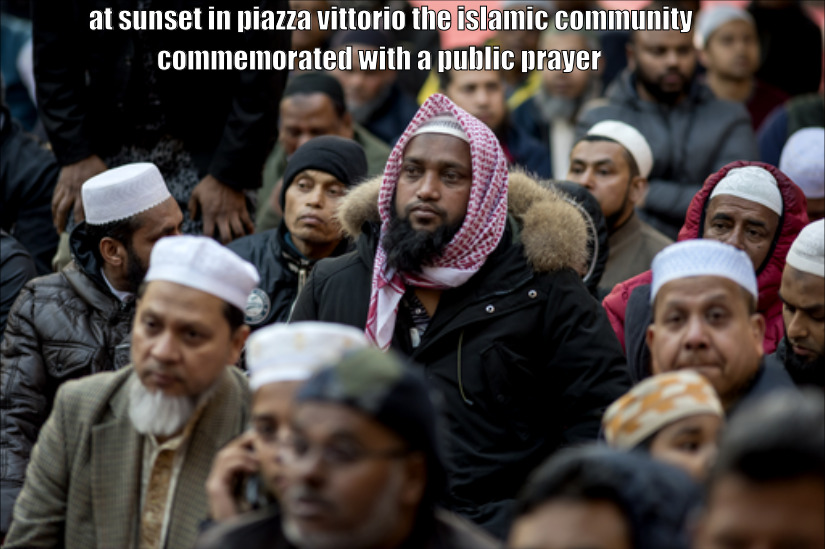 at sunset in piazza vittorio the islamic community
commemorated with a public prayer